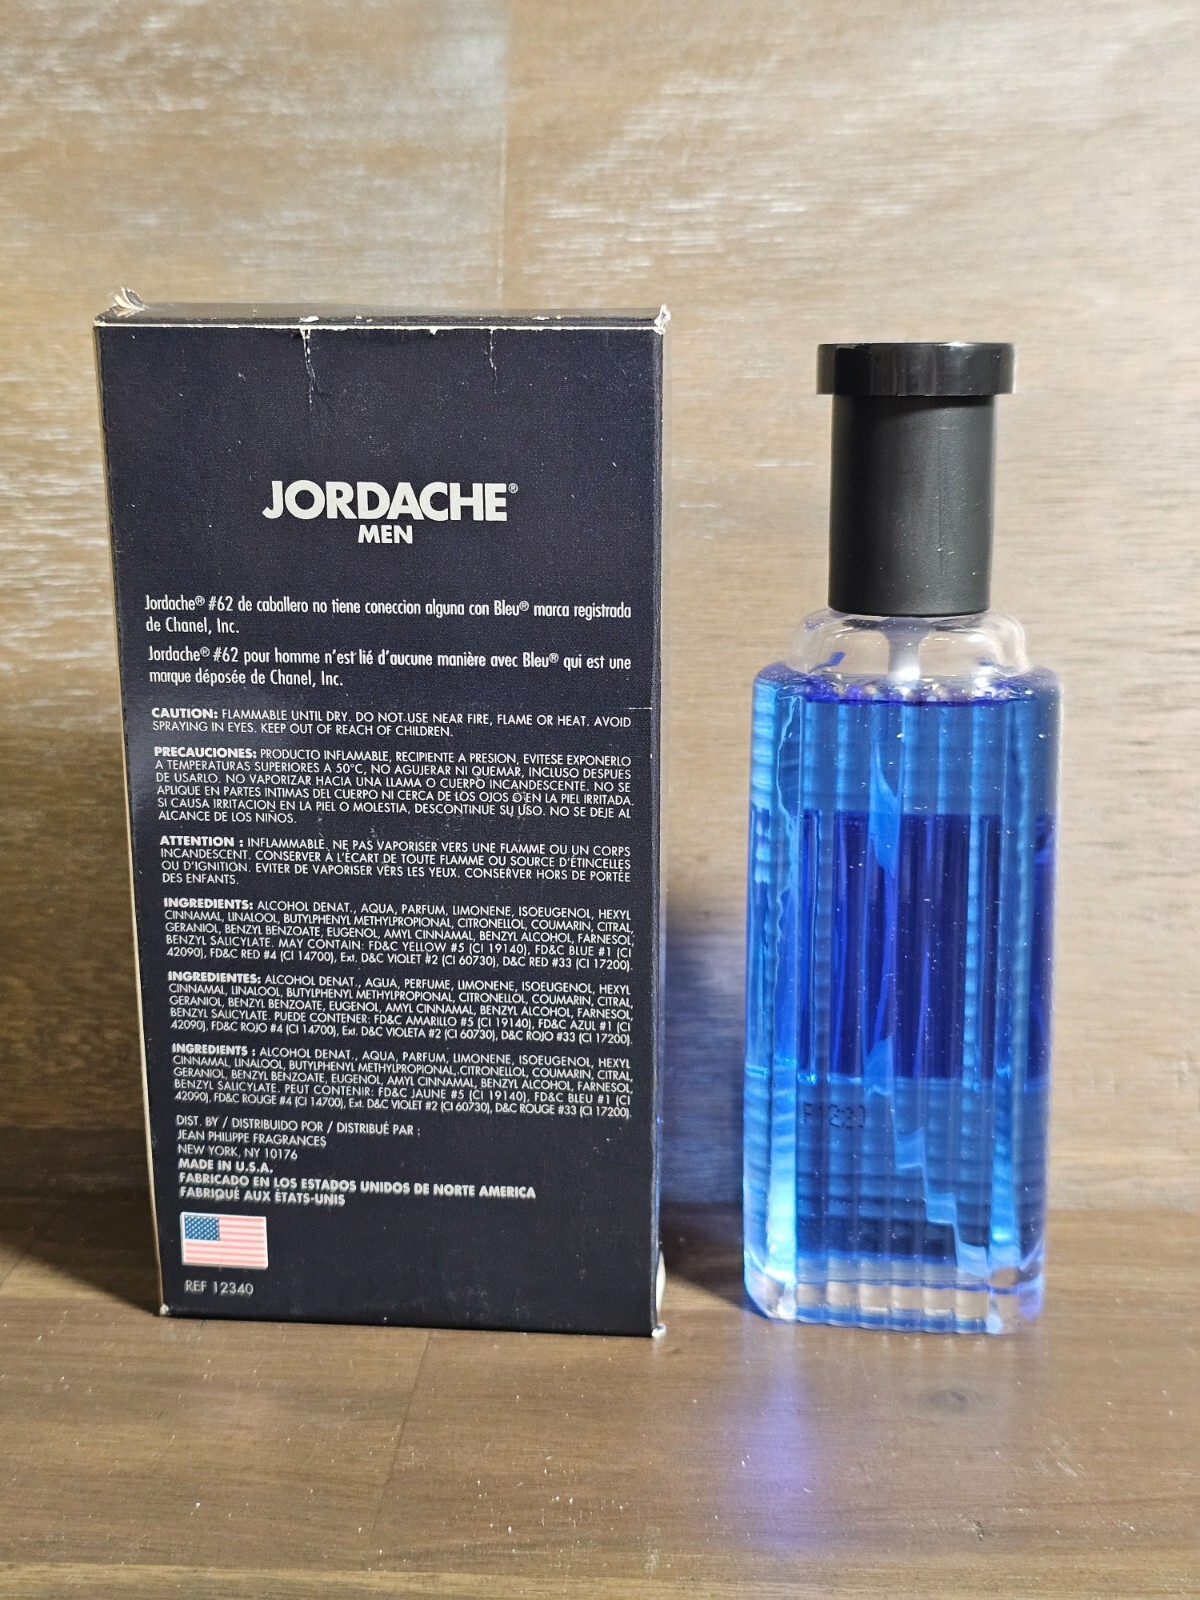 JORDACHE®
MEN
Jordache® #62 de caballero no tiene coneccion alguna con Bleu® marca registrada
de Chanel, Inc.
Jordache® #62 pour homme n'est lié d'aucune manière avec Bleu® qui est une
marque déposée de Chanel, Inc.
CAUTION: FLAMMABLE UNTIL DRY. DO NOT USE NEAR FIRE, FLAME OR HEAT. AVOID
SPRAYING IN EYES. KEEP OUT OF REACH OF CHILDREN.
PRECAUCIONES: PRODUCTO INFLAMABLE, RECIPIENTE A PRESION, EVITESE EXPONERLO
A TEMPERATURAS SUPERIORES A 50°C, NO AGUJERAR NI QUEMAR, INCLUSO DESPUES
DE USARLO. NO VAPORIZAR HACIA UNA LLAMA O CUERPO INCANDESCENTE. NO SE
APLIQUE EN PARTES INTIMAS DEL CUERPO NI CERCA DE LOS OJOS O EN LA PIEL IRRITADA.
SI CAUSA IRRITACION EN LA PIEL O MOLESTIA, DESCONTINUE SU USO. NO SE DEJE AL
ALCANCE DE LOS NIÑOS.
ATTENTION : INFLAMMABLE. NE PAS VAPORISER VERS UNE FLAMME OU UN CORPS
INCANDESCENT. CONSERVER À L'ÉCART DE TOUTE FLAMME OU SOURCE D'ÉTINCELLES
OU D'IGNITION. EVITER DE VAPORISER VERS LES YEUX. CONSERVER HORS DE PORTÉE
DES ENFANTS.
INGREDIENTS: ALCOHOL DENAT., AQUA, PARFUM, LIMONENE, ISOEUGENOL, HEXYL
CINNAMAL, LINALOOL, BUTYLPHENYL METHYLPROPIONAL, CITRONELLOL, COUMARIN, CITRAL,
GERANIOL, BENZYL BENZOATE, EUGENOL, AMYL CINNAMAL, BENZYL ALCOHOL, FARNESOL,
BENZYL SALICYLATE. MAY CONTAIN: FD&C YELLOW #5 (CI 19140), FD&C BLUE #1 (CI
42090), FD&C RED #4 (CI 14700), Ext. D&C VIOLET #2 (CI 60730), D&C RED #33 (CI 17200).
INGREDIENTES: ALCOHOL DENAT., AQUA, PERFUME, LIMONENE, ISOEUGENOL, HEXYL
CINNAMAL, LINALOOL, BUTYLPHENYL METHYLPROPIONAL, CITRONELLOL, COUMARIN, CITRAL,
GERANIOL, BENZYL BENZOATE, EUGENOL, AMYL CINNAMAL, BENZYL ALCOHOL, FARNESOL,
BENZYL SALICYLATE. PUEDE CONTENER: FD&C AMARILLO #5 (CI 19140), FD&C AZUL #1 (CI
42090), FD&C ROJO #4 (CI 14700), Ext. D&C VIOLETA #2 (CI 60730), D&C ROJO #33 (CI 17200).
INGREDIENTS : ALCOHOL DENAT., AQUA, PARFUM, LIMONENE, ISOEUGENOL, HEXYL
CINNAMAL, LINALOOL, BUTYLPHENYL METHYLPROPIONAL, CITRONELLOL, COUMARIN, CITRAL,
GERANIOL, BENZYL BENZOATE, EUGENOL, AMYL CINNAMAL, BENZYL ALCOHOL, FARNESOL,
BENZYL SALICYLATE. PEUT CONTENIR: FD&C JAUNE #5 (CI 19140), FD&C BLEU #1 (CI
42090), FD&C ROUGE #4 (CI 14700), Ext. D&C VIOLET #2 (CI 60730), D&C ROUGE #33 (CI 17200).
DIST. BY / DISTRIBUIDO POR / DISTRIBUÉ PAR :
JEAN PHILIPPE FRAGRANCES
NEW YORK, NY 10176
MADE IN U.S.A.
FABRICADO EN LOS ESTADOS UNIDOS DE NORTE AMERICA
FABRIQUÉ AUX ÉTATS-UNIS
REF 12340